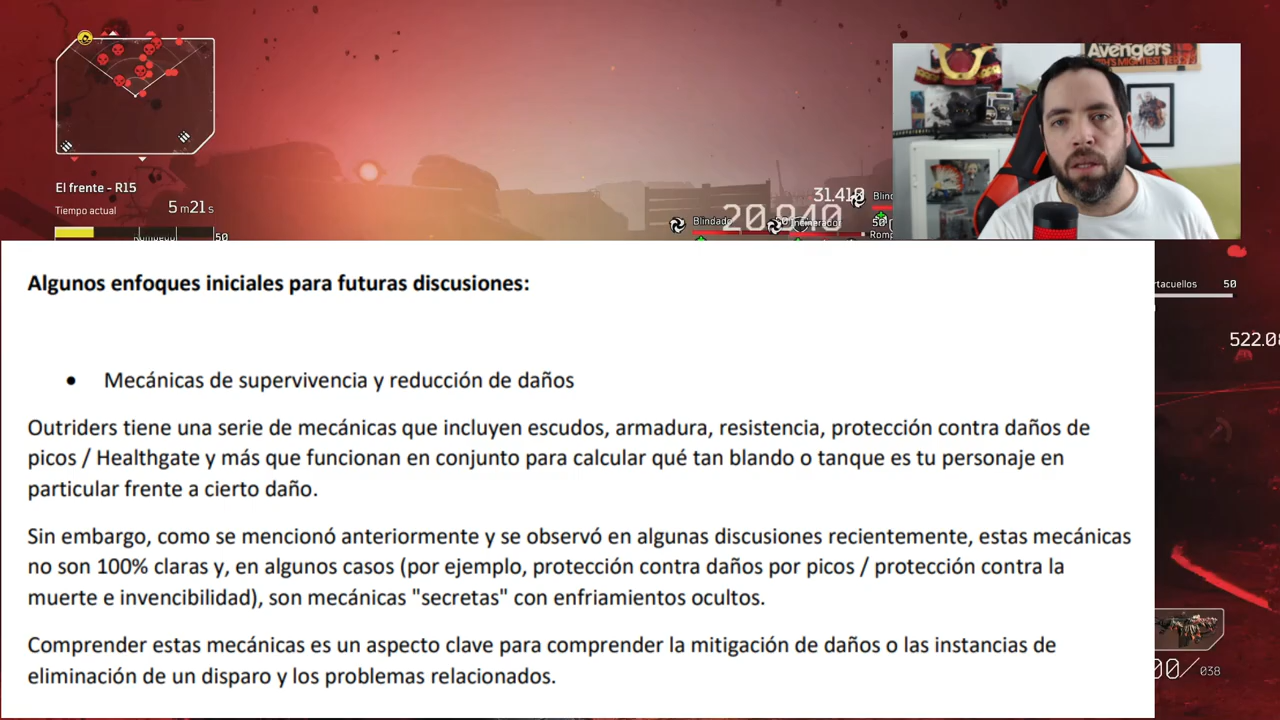 Avengers
El frente - R15
Tiempo actual 5 m21 s
50
31.410
Blindado
20.940
50
Algunos enfoques iniciales para futuras discusiones:
• Mecánicas de supervivencia y reducción de daños
Outriders tiene una serie de mecánicas que incluyen escudos, armadura, resistencia, protección contra daños de
picos / Healthgate y más que funcionan en conjunto para calcular qué tan blando o tanque es tu personaje en
particular frente a cierto daño.
Sin embargo, como se mencionó anteriormente y se observó en algunas discusiones recientemente, estas mecánicas
no son 100% claras y, en algunos casos (por ejemplo, protección contra daños por picos / protección contra la
muerte e invencibilidad), son mecánicas "secretas" con enfriamientos ocultos.
Comprender estas mecánicas es un aspecto clave para comprender la mitigación de daños o las instancias de
eliminación de un disparo y los problemas relacionados.
rtacuellos 50
522.0
00/038